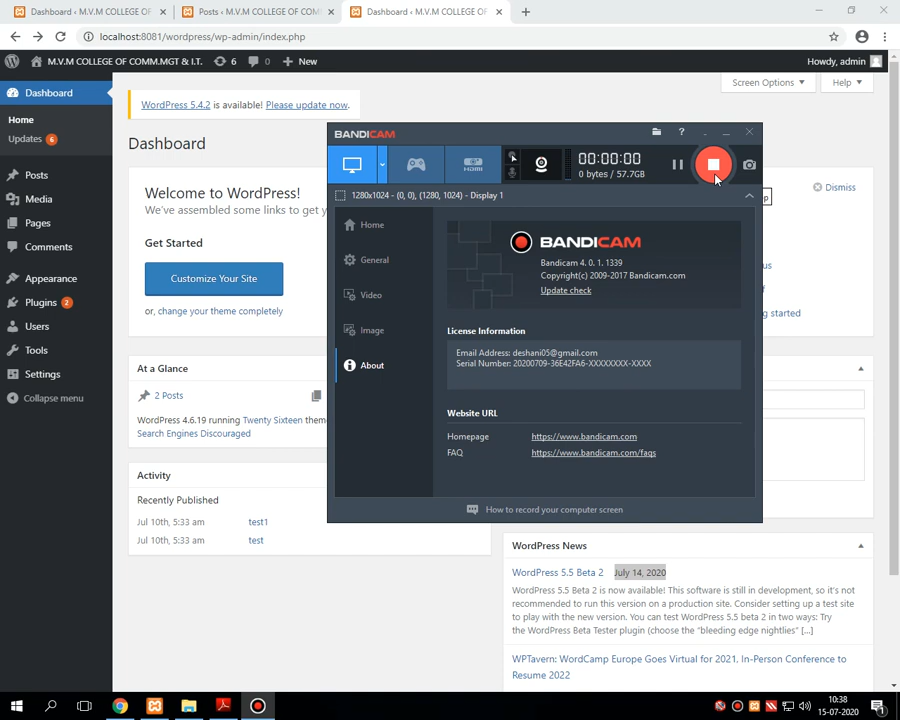 Dashboard ‹ M.V.M COLLEGE OF
Posts ‹ M.V.M COLLEGE OF COMM.
Dashboard ‹ M.V.M COLLEGE OF
localhost:8081/wordpress/wp-admin/index.php
M.V.M COLLEGE OF COMM.MGT & I.T.
6
0
New
Howdy, admin
Dashboard
Home
Updates 6
Posts
Media
Pages
Comments
Appearance
Plugins 2
Users
Tools
Settings
Collapse menu
Screen Options
Help
WordPress 5.4.2 is available! Please update now.
Dashboard
Welcome to WordPress!
We've assembled some links to get
Get Started
Customize Your Site
or, change your theme completely
Dismiss
At a Glance
2 Posts
WordPress 4.6.19 running Twenty Sixteen
Search Engines Discouraged
Activity
Recently Published
Jul 10th, 5:33 am test1
Jul 10th, 5:33 am test
BANDICAM
?
HDMI
00:00:00
0 bytes / 57.7GB
1280x1024 - (0, 0), (1280, 1024) - Display 1
Home
General
Video
Image
About
BANDICAM
Bandicam 4. 0. 1. 1339
Copyright(c) 2009-2017 Bandicam.com
Update check
License Information
Email Address: deshani05@gmail.com
Serial Number: 20200709-36E42FA6-XXXXXXXX-XXXX
Website URL
Homepage https://www.bandicam.com
FAQ https://www.bandicam.com/faqs
How to record your computer screen
us
g started
WordPress News
WordPress 5.5 Beta 2 July 14, 2020
WordPress 5.5 Beta 2 is now available! This software is still in development, so it's not
recommended to run this version on a production site. Consider setting up a test site
to play with the new version. You can test WordPress 5.5 beta 2 in two ways: Try
the WordPress Beta Tester plugin (choose the "bleeding edge nightlies" [...]
WPTavern: WordCamp Europe Goes Virtual for 2021, In-Person Conference to
Resume 2022
10:38
15-07-2020
1